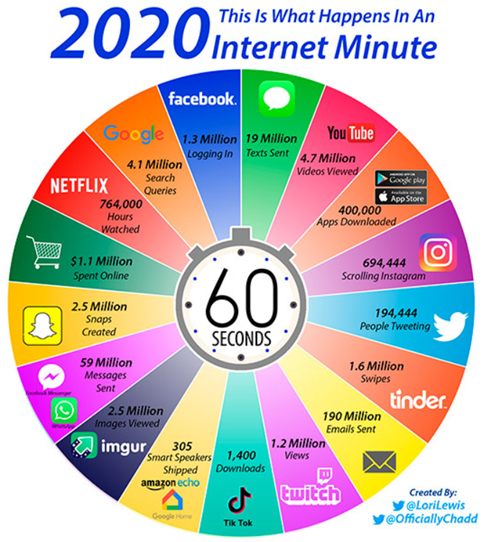 2020 This Is What Happens In An
Internet Minute
facebook.
1.3 Million
Logging In
19 Million
Texts Sent
YouTube
4.7 Million
Videos Viewed
ANDROID APP ON
Google play
Available on the
App Store
400,000
Apps Downloaded
694,444
Scrolling Instagram
194,444
People Tweeting
1.6 Million
Swipes
tinder
190 Million
Emails Sent
1.2 Million
Views
twitch
1,400
Downloads
Tik Tok
305
Smart Speakers
Shipped
amazon echo
Google Home
2.5 Million
Images Viewed
imgur
59 Million
Messages
Sent
Facebook Messenger
WhatsApp
2.5 Million
Snaps
Created
$1.1 Million
Spent Online
NETFLIX
764,000
Hours
Watched
Google
4.1 Million
Search
Queries
60
SECONDS
Created By:
@LoriLewis
@OfficiallyChadd